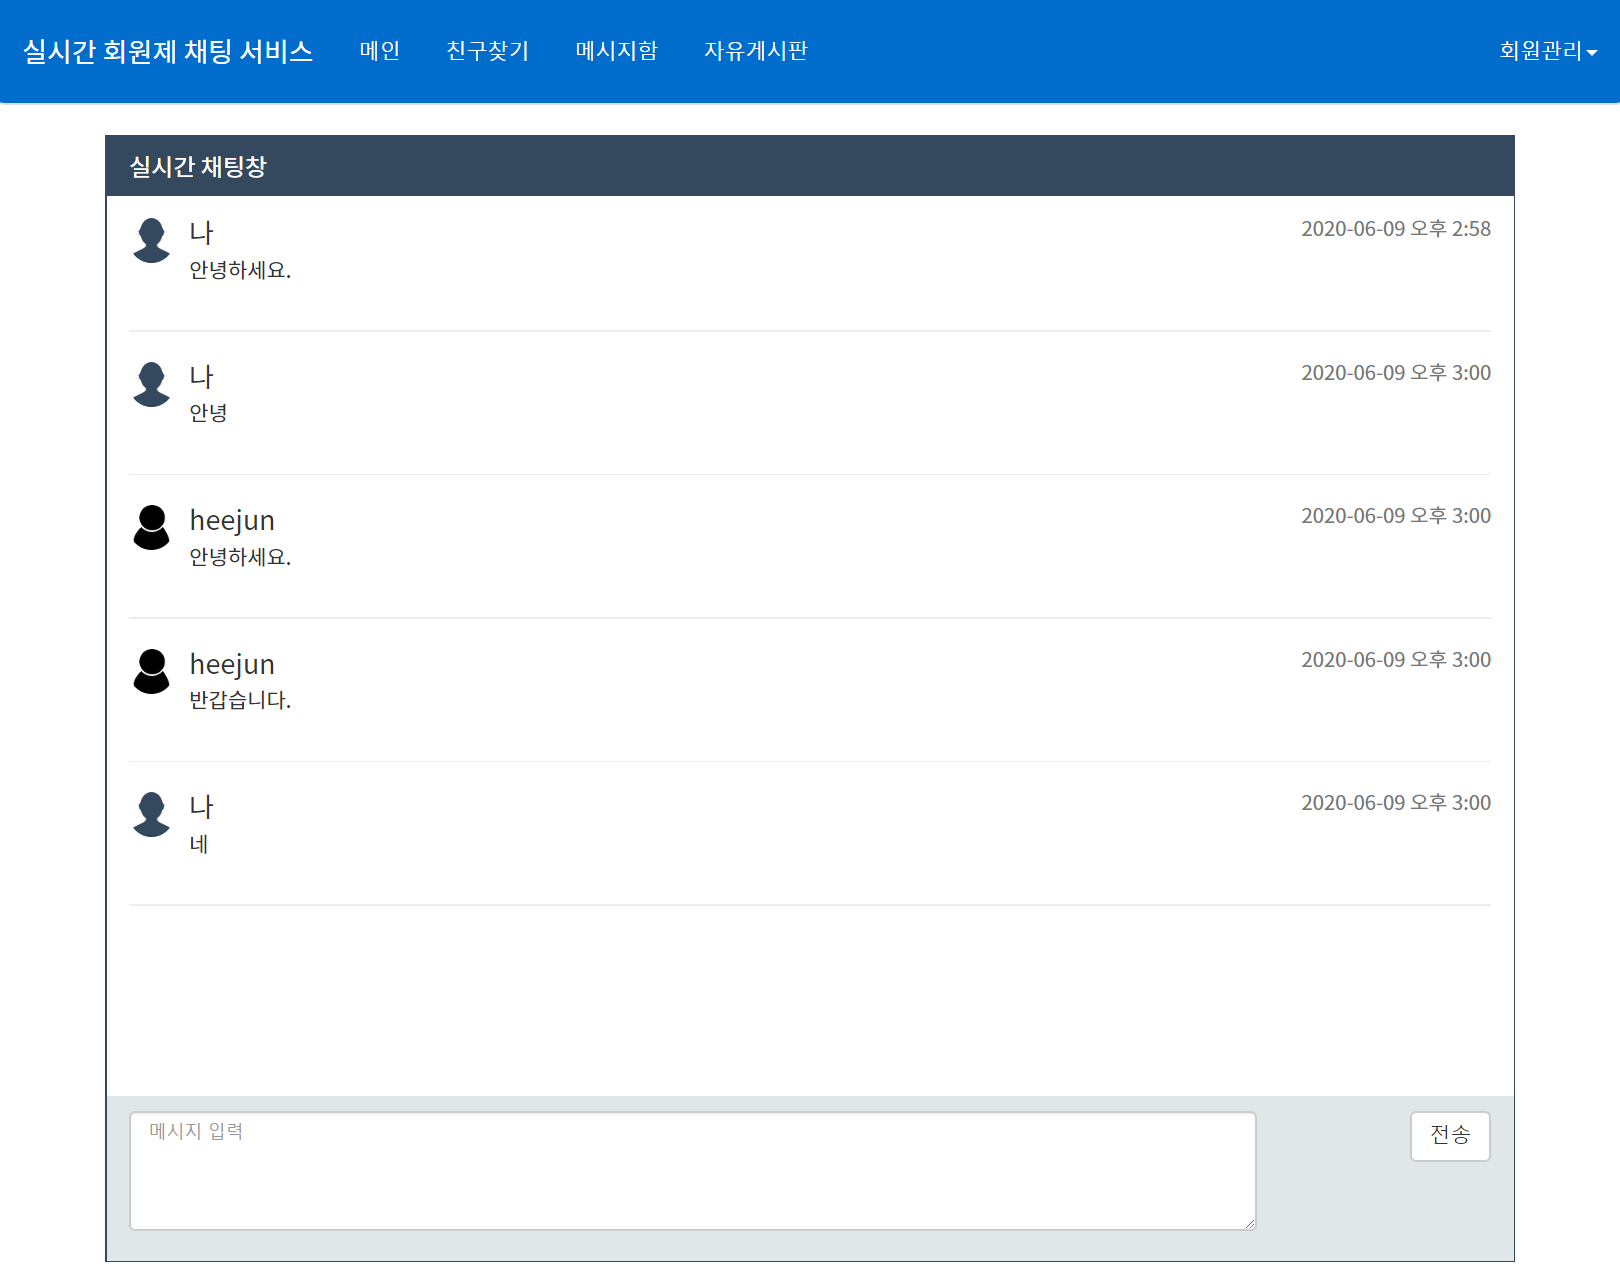 실시간 회원제 채팅 서비스 메인 친구찾기 메시지함 자유게시판 회원관리
실시간 채팅창
나 2020-06-09 오후 2:58
안녕하세요.
나 2020-06-09 오후 3:00
안녕
heejun 2020-06-09 오후 3:00
안녕하세요.
heejun 2020-06-09 오후 3:00
반갑습니다.
나 2020-06-09 오후 3:00
네
메시지 입력 전송